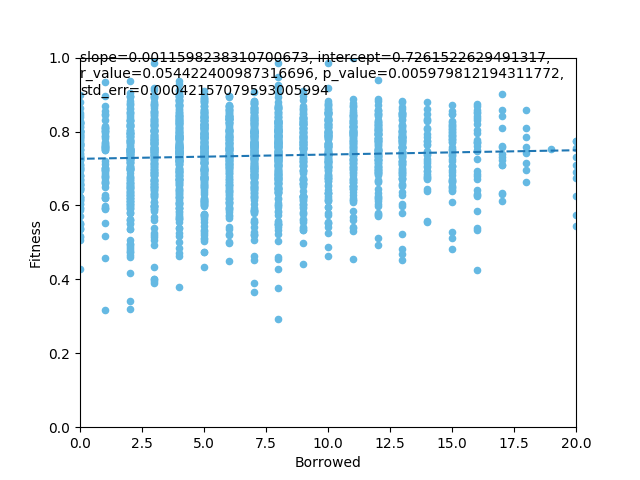 slope=0.0011598238310700673, intercept=0.7261522629491317,
r_value=0.054422400987316696, p_value=0.005979812194311772,
std_err=0.00042157079593005994
1.0
0.8
0.6
0.4
0.2
0.0
Fitness
0.0 2.5 5.0 7.5 10.0 12.5 15.0 17.5 20.0
Borrowed